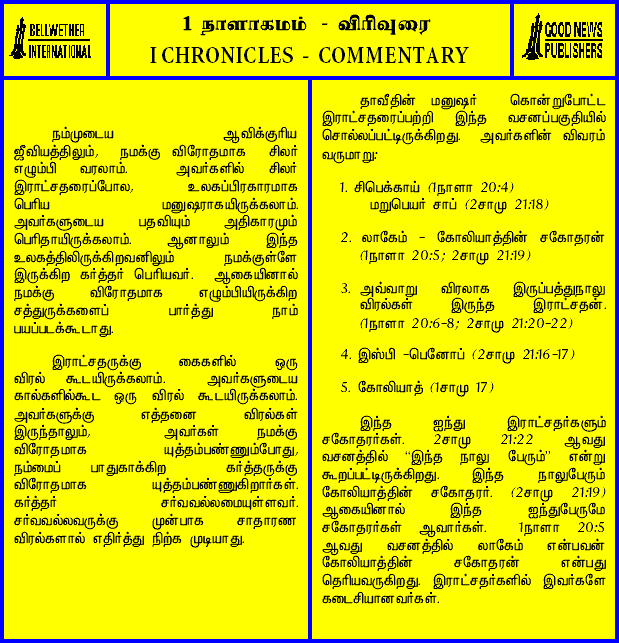 BELLWETHER
INTERNATIONAL
1 நாளாகமம் - விரிவுரை
I CHRONICLES - COMMENTARY
GOOD NEWS
PUBLISHERS
நம்முடைய ஆவிக்குரிய
ஜீவியத்திலும், நமக்கு விரோதமாக சிலர்
எழும்பி வரலாம். அவர்களில் சிலர்
இராட்சதரைப்போல, உலகப்பிரகாரமாக
பெரிய மனுஷராகயிருக்கலாம்.
அவர்களுடைய பதவியும் அதிகாரமும்
பெரிதாயிருக்கலாம். ஆனாலும் இந்த
உலகத்திலிருக்கிறவனிலும் நமக்குள்ளே
இருக்கிற கர்த்தர் பெரியவர். ஆகையினால்
நமக்கு விரோதமாக எழும்பியிருக்கிற
சத்துருக்களைப் பார்த்து நாம்
பயப்படக்கூடாது.
இராட்சதருக்கு கைகளில் ஒரு
விரல் கூடயிருக்கலாம். அவர்களுடைய
கால்களில்கூட ஒரு விரல் கூடயிருக்கலாம்.
அவர்களுக்கு எத்தனை விரல்கள்
இருந்தாலும், அவர்கள் நமக்கு
விரோதமாக யுத்தம்பண்ணும்போது,
நம்மைப் பாதுகாக்கிற கர்த்தருக்கு
விரோதமாக யுத்தம்பண்ணுகிறார்கள்.
கர்த்தர் சர்வவல்லமையுள்ளவர்.
சர்வவல்லவருக்கு முன்பாக சாதாரண
விரல்களால் எதிர்த்து நிற்க முடியாது.
தாவீதின் மனுஷர் கொன்றுபோட்ட
இராட்சதரைப்பற்றி இந்த வசனப்பகுதியில்
சொல்லப்பட்டிருக்கிறது. அவர்களின் விவரம்
வருமாறு:
1. சிபெக்காய் (1நாளா 20:4)
மறுபெயர் சாப் (2சாமு 21:18)
2. லாகேம் - கோலியாத்தின் சகோதரன்
(1நாளா 20:5; 2சாமு 21:19)
3. அவ்வாறு விரலாக இருப்பத்துநாலு
விரல்கள் இருந்த இராட்சதன்.
(1நாளா 20:6-8; 2சாமு 21:20-22)
4. இஸ்பி -பெனோப் (2சாமு 21:16-17)
5. கோலியாத் (1சாமு 17)
இந்த ஐந்து இராட்சதர்களும்
சகோதரர்கள். 2சாமு 21:22 ஆவது
வசனத்தில் “இந்த நாலு பேரும்” என்று
கூறப்பட்டிருக்கிறது. இந்த நாலுபேரும்
கோலியாத்தின் சகோதரர். (2சாமு 21:19)
ஆகையினால் இந்த ஐந்துபேருமே
சகோதரர்கள் ஆவார்கள். 1நாளா 20:5
ஆவது வசனத்தில் லாகேம் என்பவன்
கோலியாத்தின் சகோதரன் என்பது
தெரியவருகிறது. இராட்சதர்களில் இவர்களே
கடைசியானவர்கள்.